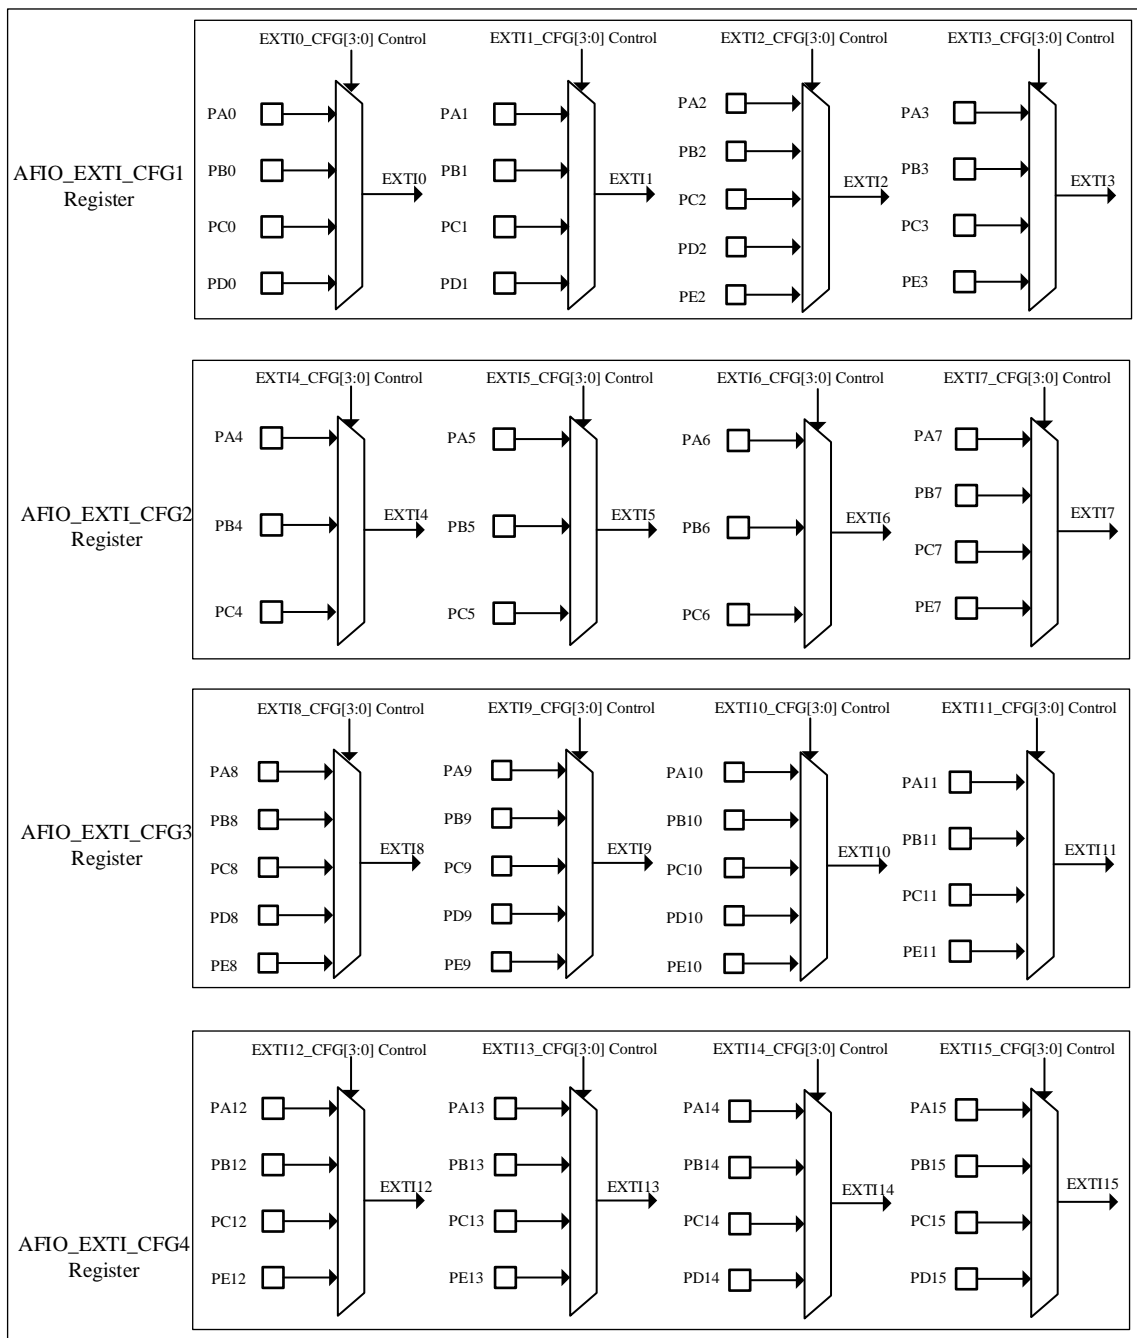 EXTI0_CFG[3:0] Control
EXTI1_CFG[3:0] Control
EXTI2_CFG[3:0] Control
EXTI3_CFG[3:0] Control
AFIO_EXTI_CFG1
Register
PA0
PB0
PC0
PD0
EXTI0
PA1
PB1
PC1
PD1
EXTI1
PA2
PB2
PC2
PD2
PE2
EXTI2
PA3
PB3
PC3
PE3
EXTI3
EXTI4_CFG[3:0] Control
EXTI5_CFG[3:0] Control
EXTI6_CFG[3:0] Control
EXTI7_CFG[3:0] Control
AFIO_EXTI_CFG2
Register
PA4
PB4
PC4
EXTI4
PA5
PB5
PC5
EXTI5
PA6
PB6
PC6
EXTI6
PA7
PB7
PC7
PE7
EXTI7
EXTI8_CFG[3:0] Control
EXTI9_CFG[3:0] Control
EXTI10_CFG[3:0] Control
EXTI11_CFG[3:0] Control
AFIO_EXTI_CFG3
Register
PA8
PB8
PC8
PD8
PE8
EXTI8
PA9
PB9
PC9
PD9
PE9
EXTI9
PA10
PB10
PC10
PD10
PE10
EXTI10
PA11
PB11
PC11
PE11
EXTI11
EXTI12_CFG[3:0] Control
EXTI13_CFG[3:0] Control
EXTI14_CFG[3:0] Control
EXTI15_CFG[3:0] Control
AFIO_EXTI_CFG4
Register
PA12
PB12
PC12
PE12
EXTI12
PA13
PB13
PC13
PE13
EXTI13
PA14
PB14
PC14
PD14
EXTI14
PA15
PB15
PC15
PD15
EXTI15